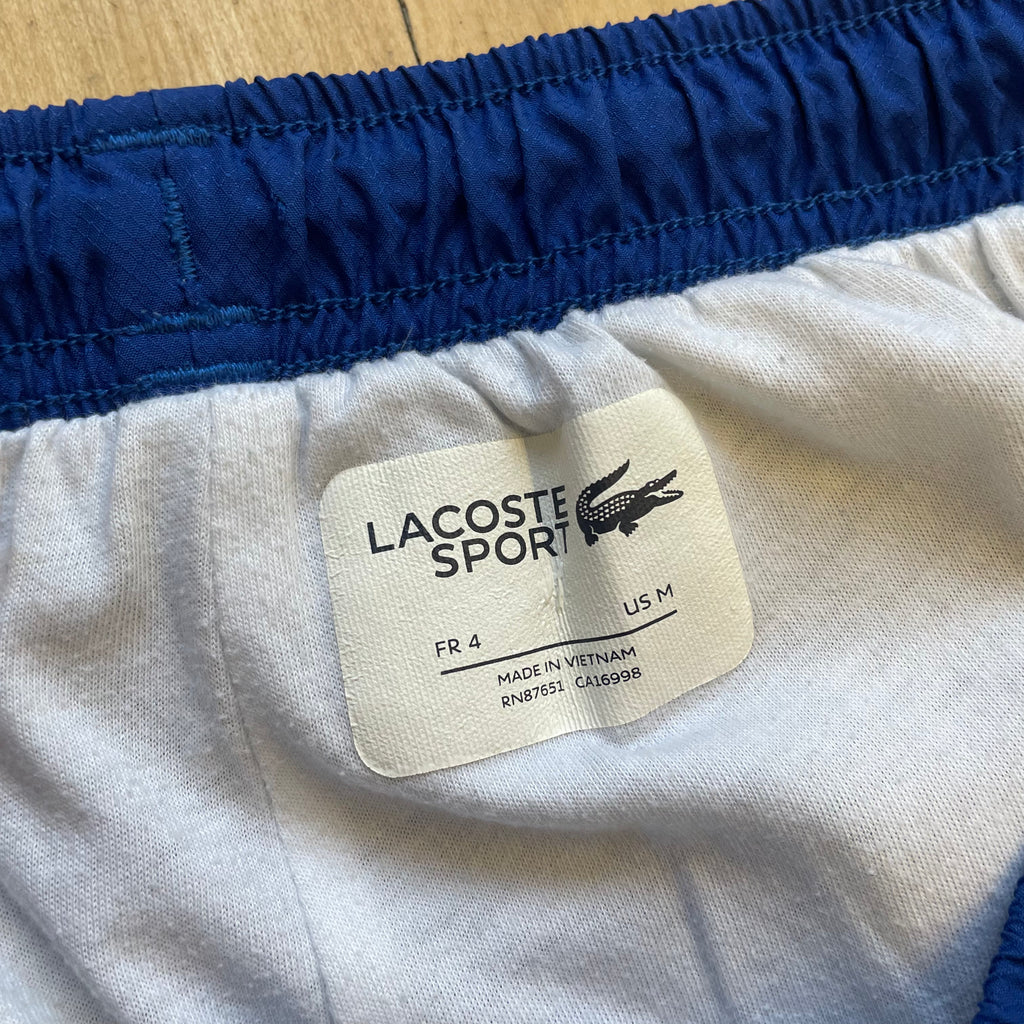 LACOSTE
SPORT
FR 4 US M
MADE IN VIETNAM
RN87651 CA16998